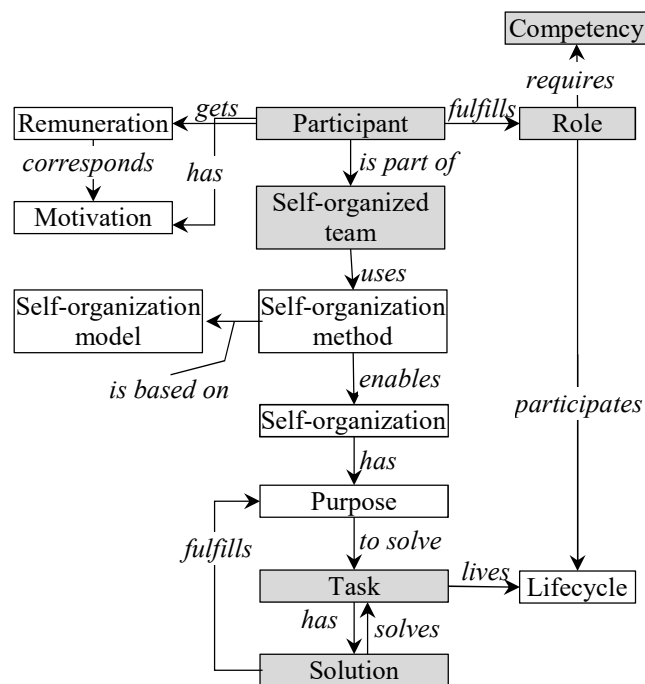 Competency
requires
gets
fulfills
Remuneration
Participant
Role
corresponds
has
is part of
Motivation
Self-organized
team
uses
Self-organization
model
Self-organization
method
is based on
enables
Self-organization
participates
has
Purpose
fulfills
to solve
Task
lives
Lifecycle
has
solves
Solution